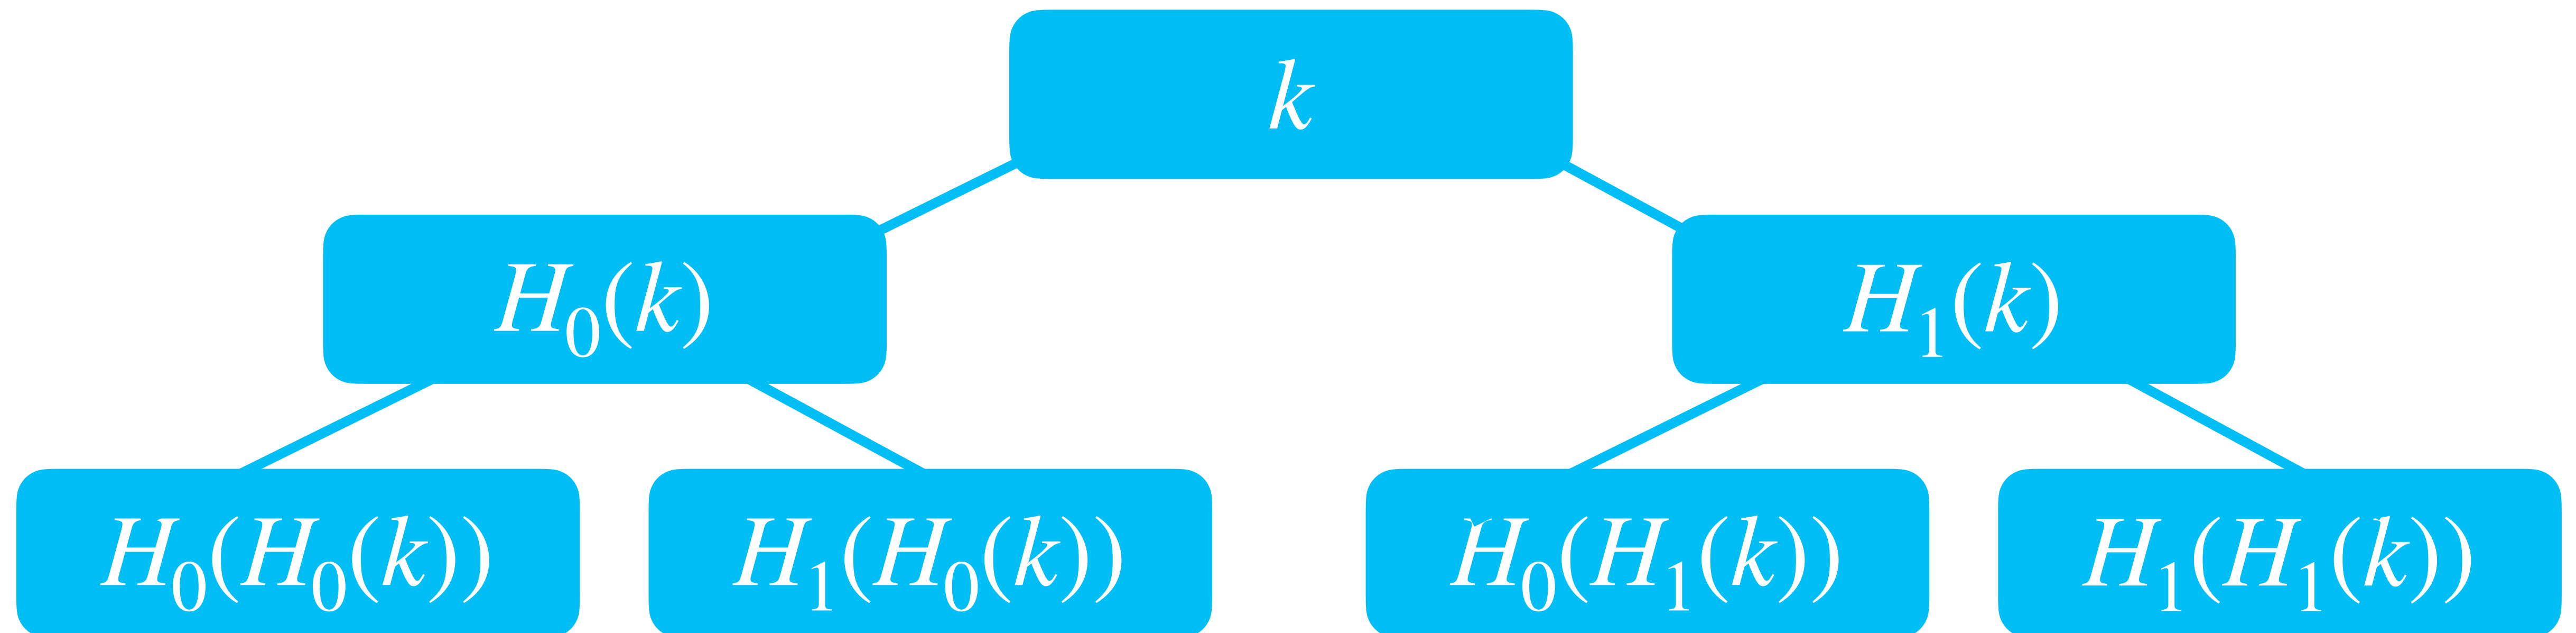 k
H₀(k) H₁(k)
H₀(H₀(k)) H₁(H₀(k)) H₀(H₁(k)) H₁(H₁(k))